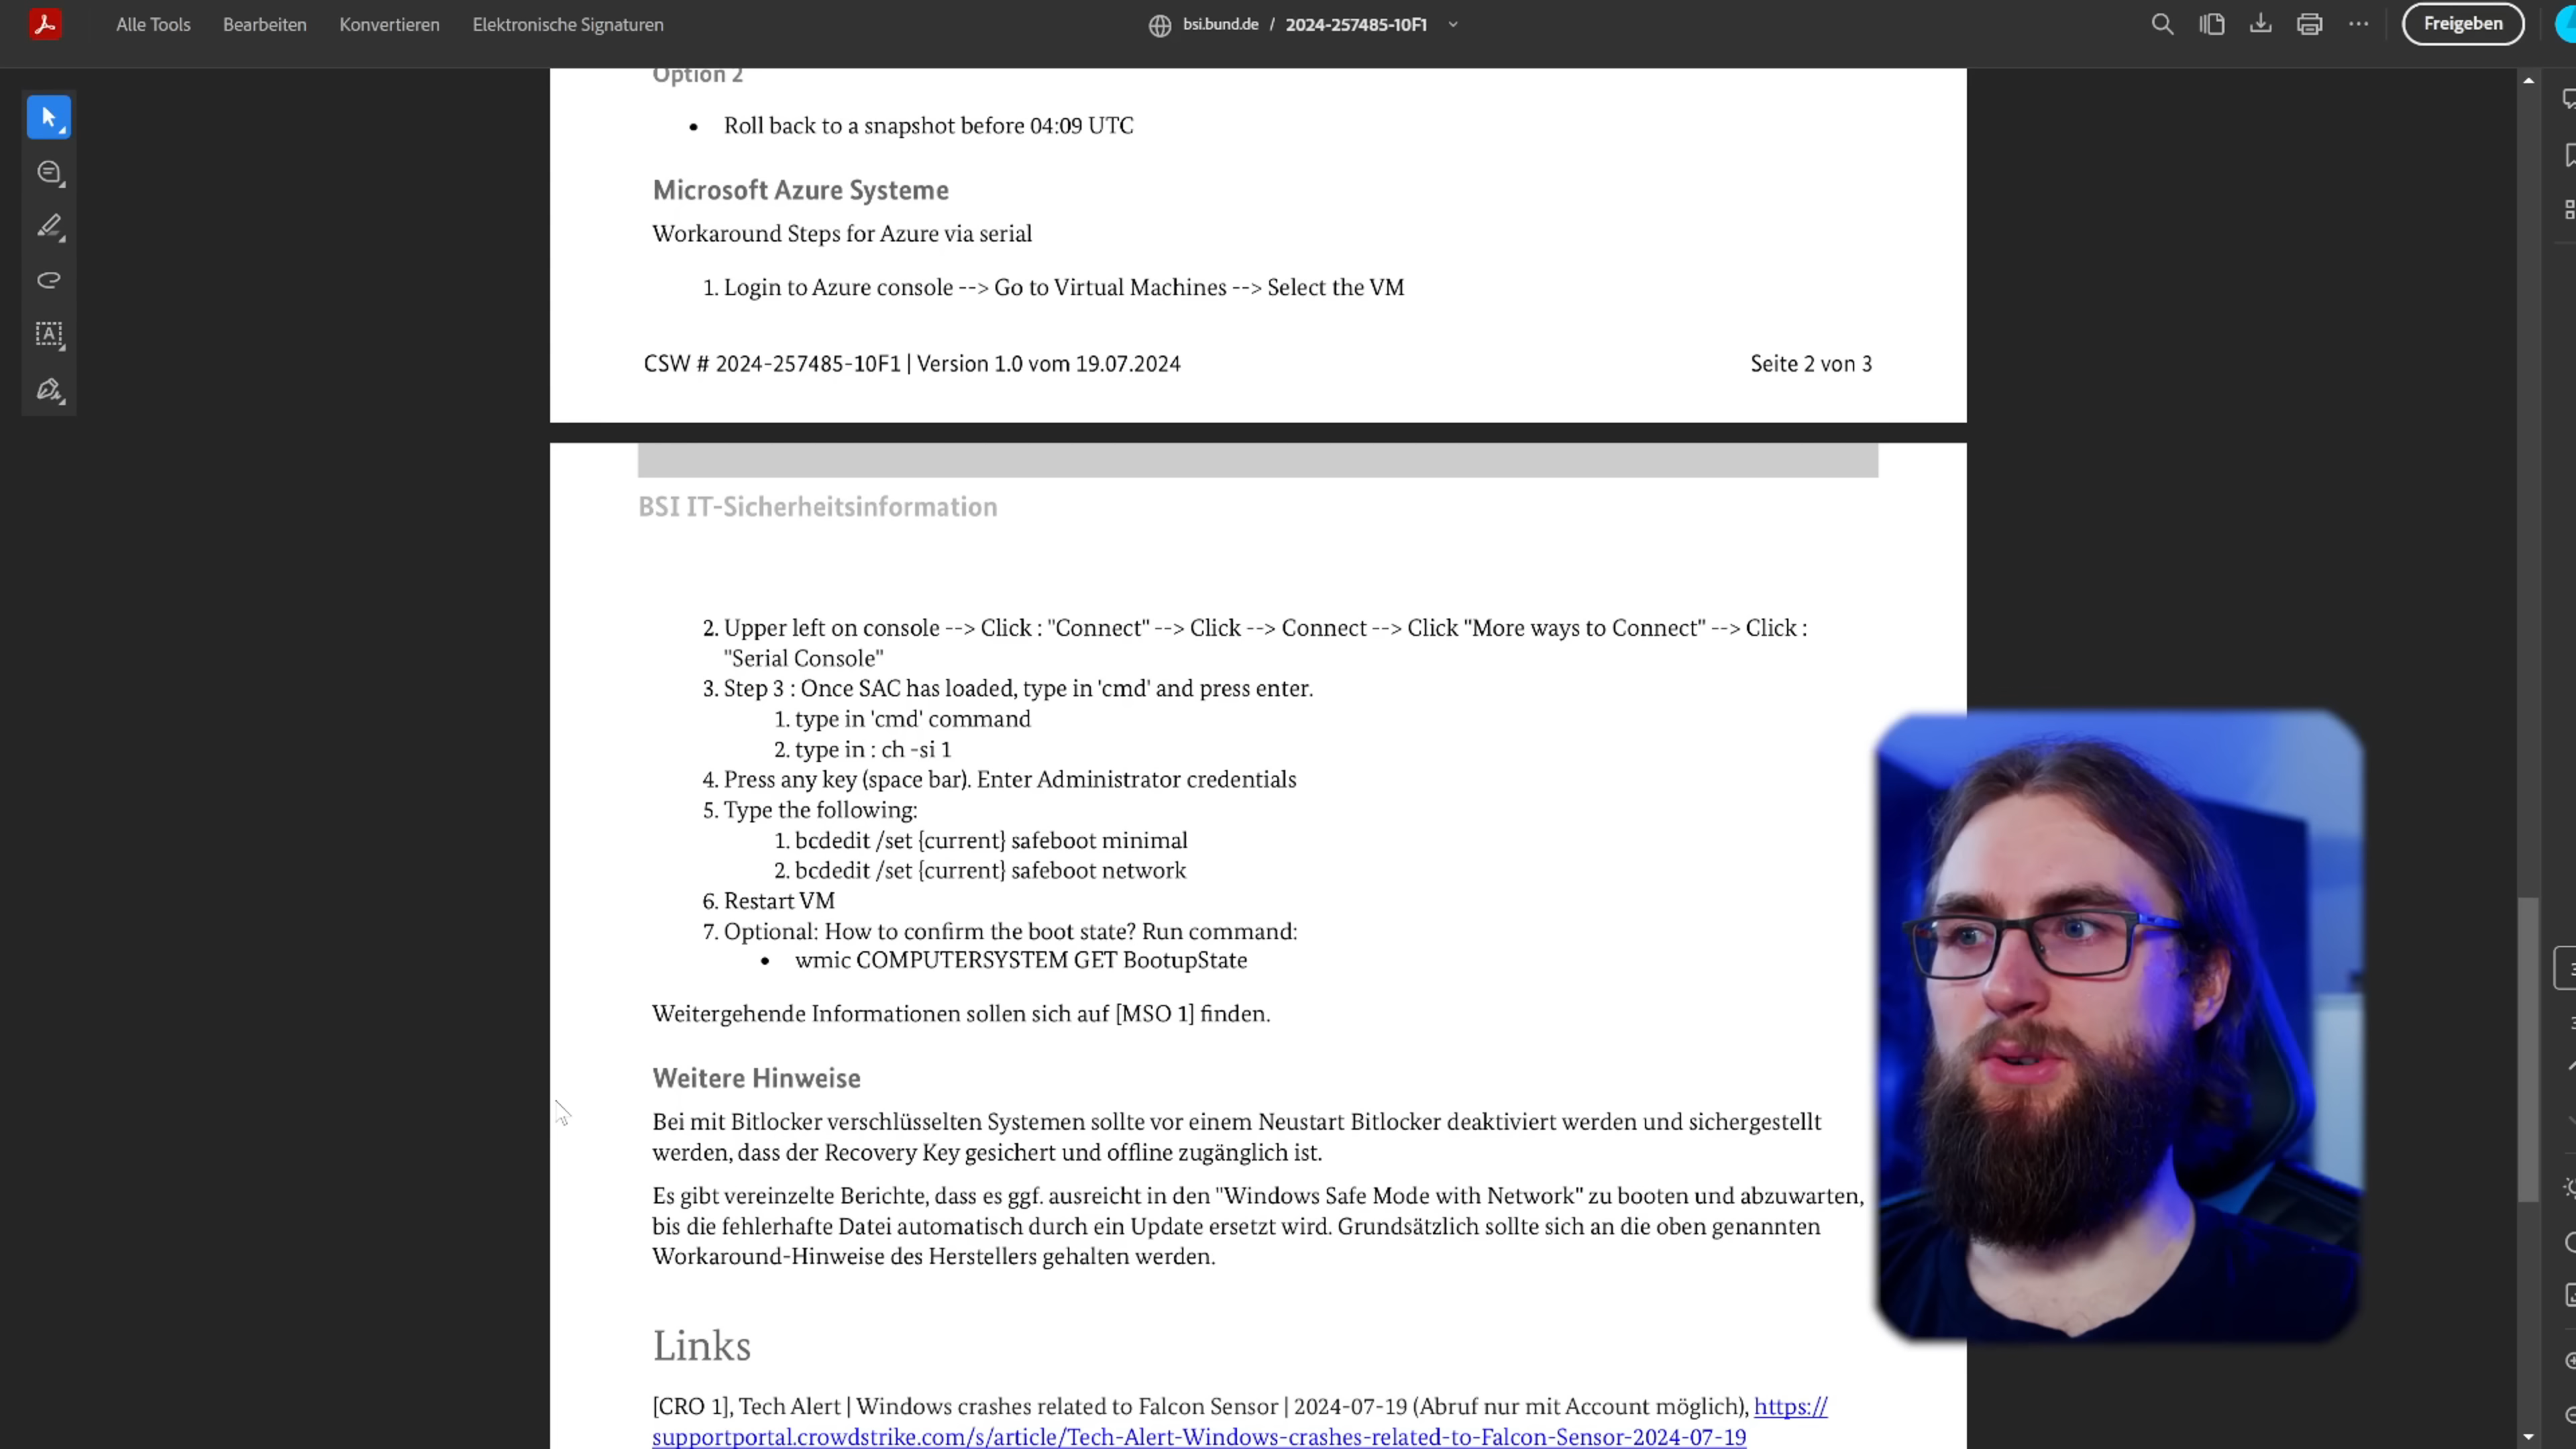 Alle Tools Bearbeiten Konvertieren Elektronische Signaturen bsi.bund.de / 2024-257485-10F1 Freigeben
Option 2
• Roll back to a snapshot before 04:09 UTC
Microsoft Azure Systeme
Workaround Steps for Azure via serial
1. Login to Azure console --> Go to Virtual Machines --> Select the VM
CSW # 2024-257485-10F1 | Version 1.0 vom 19.07.2024 Seite 2 von 3
BSI IT-Sicherheitsinformation
2. Upper left on console --> Click : "Connect" --> Click --> Connect --> Click "More ways to Connect" --> Click :
"Serial Console"
3. Step 3 : Once SAC has loaded, type in 'cmd' and press enter.
1. type in 'cmd' command
2. type in : ch -si 1
4. Press any key (space bar). Enter Administrator credentials
5. Type the following:
1. bcdedit /set {current} safeboot minimal
2. bcdedit /set {current} safeboot network
6. Restart VM
7. Optional: How to confirm the boot state? Run command:
• wmic COMPUTERSYSTEM GET BootupState
Weitergehende Informationen sollen sich auf [MSO 1] finden.
Weitere Hinweise
Bei mit Bitlocker verschlüsselten Systemen sollte vor einem Neustart Bitlocker deaktiviert werden und sichergestellt
werden, dass der Recovery Key gesichert und offline zugänglich ist.
Es gibt vereinzelte Berichte, dass es ggf. ausreicht in den "Windows Safe Mode with Network" zu booten und abzuwarten,
bis die fehlerhafte Datei automatisch durch ein Update ersetzt wird. Grundsätzlich sollte sich an die oben genannten
Workaround-Hinweise des Herstellers gehalten werden.
Links
[CRO 1], Tech Alert | Windows crashes related to Falcon Sensor | 2024-07-19 (Abruf nur mit Account möglich), https://
supportportal.crowdstrike.com/s/article/Tech-Alert-Windows-crashes-related-to-Falcon-Sensor-2024-07-19